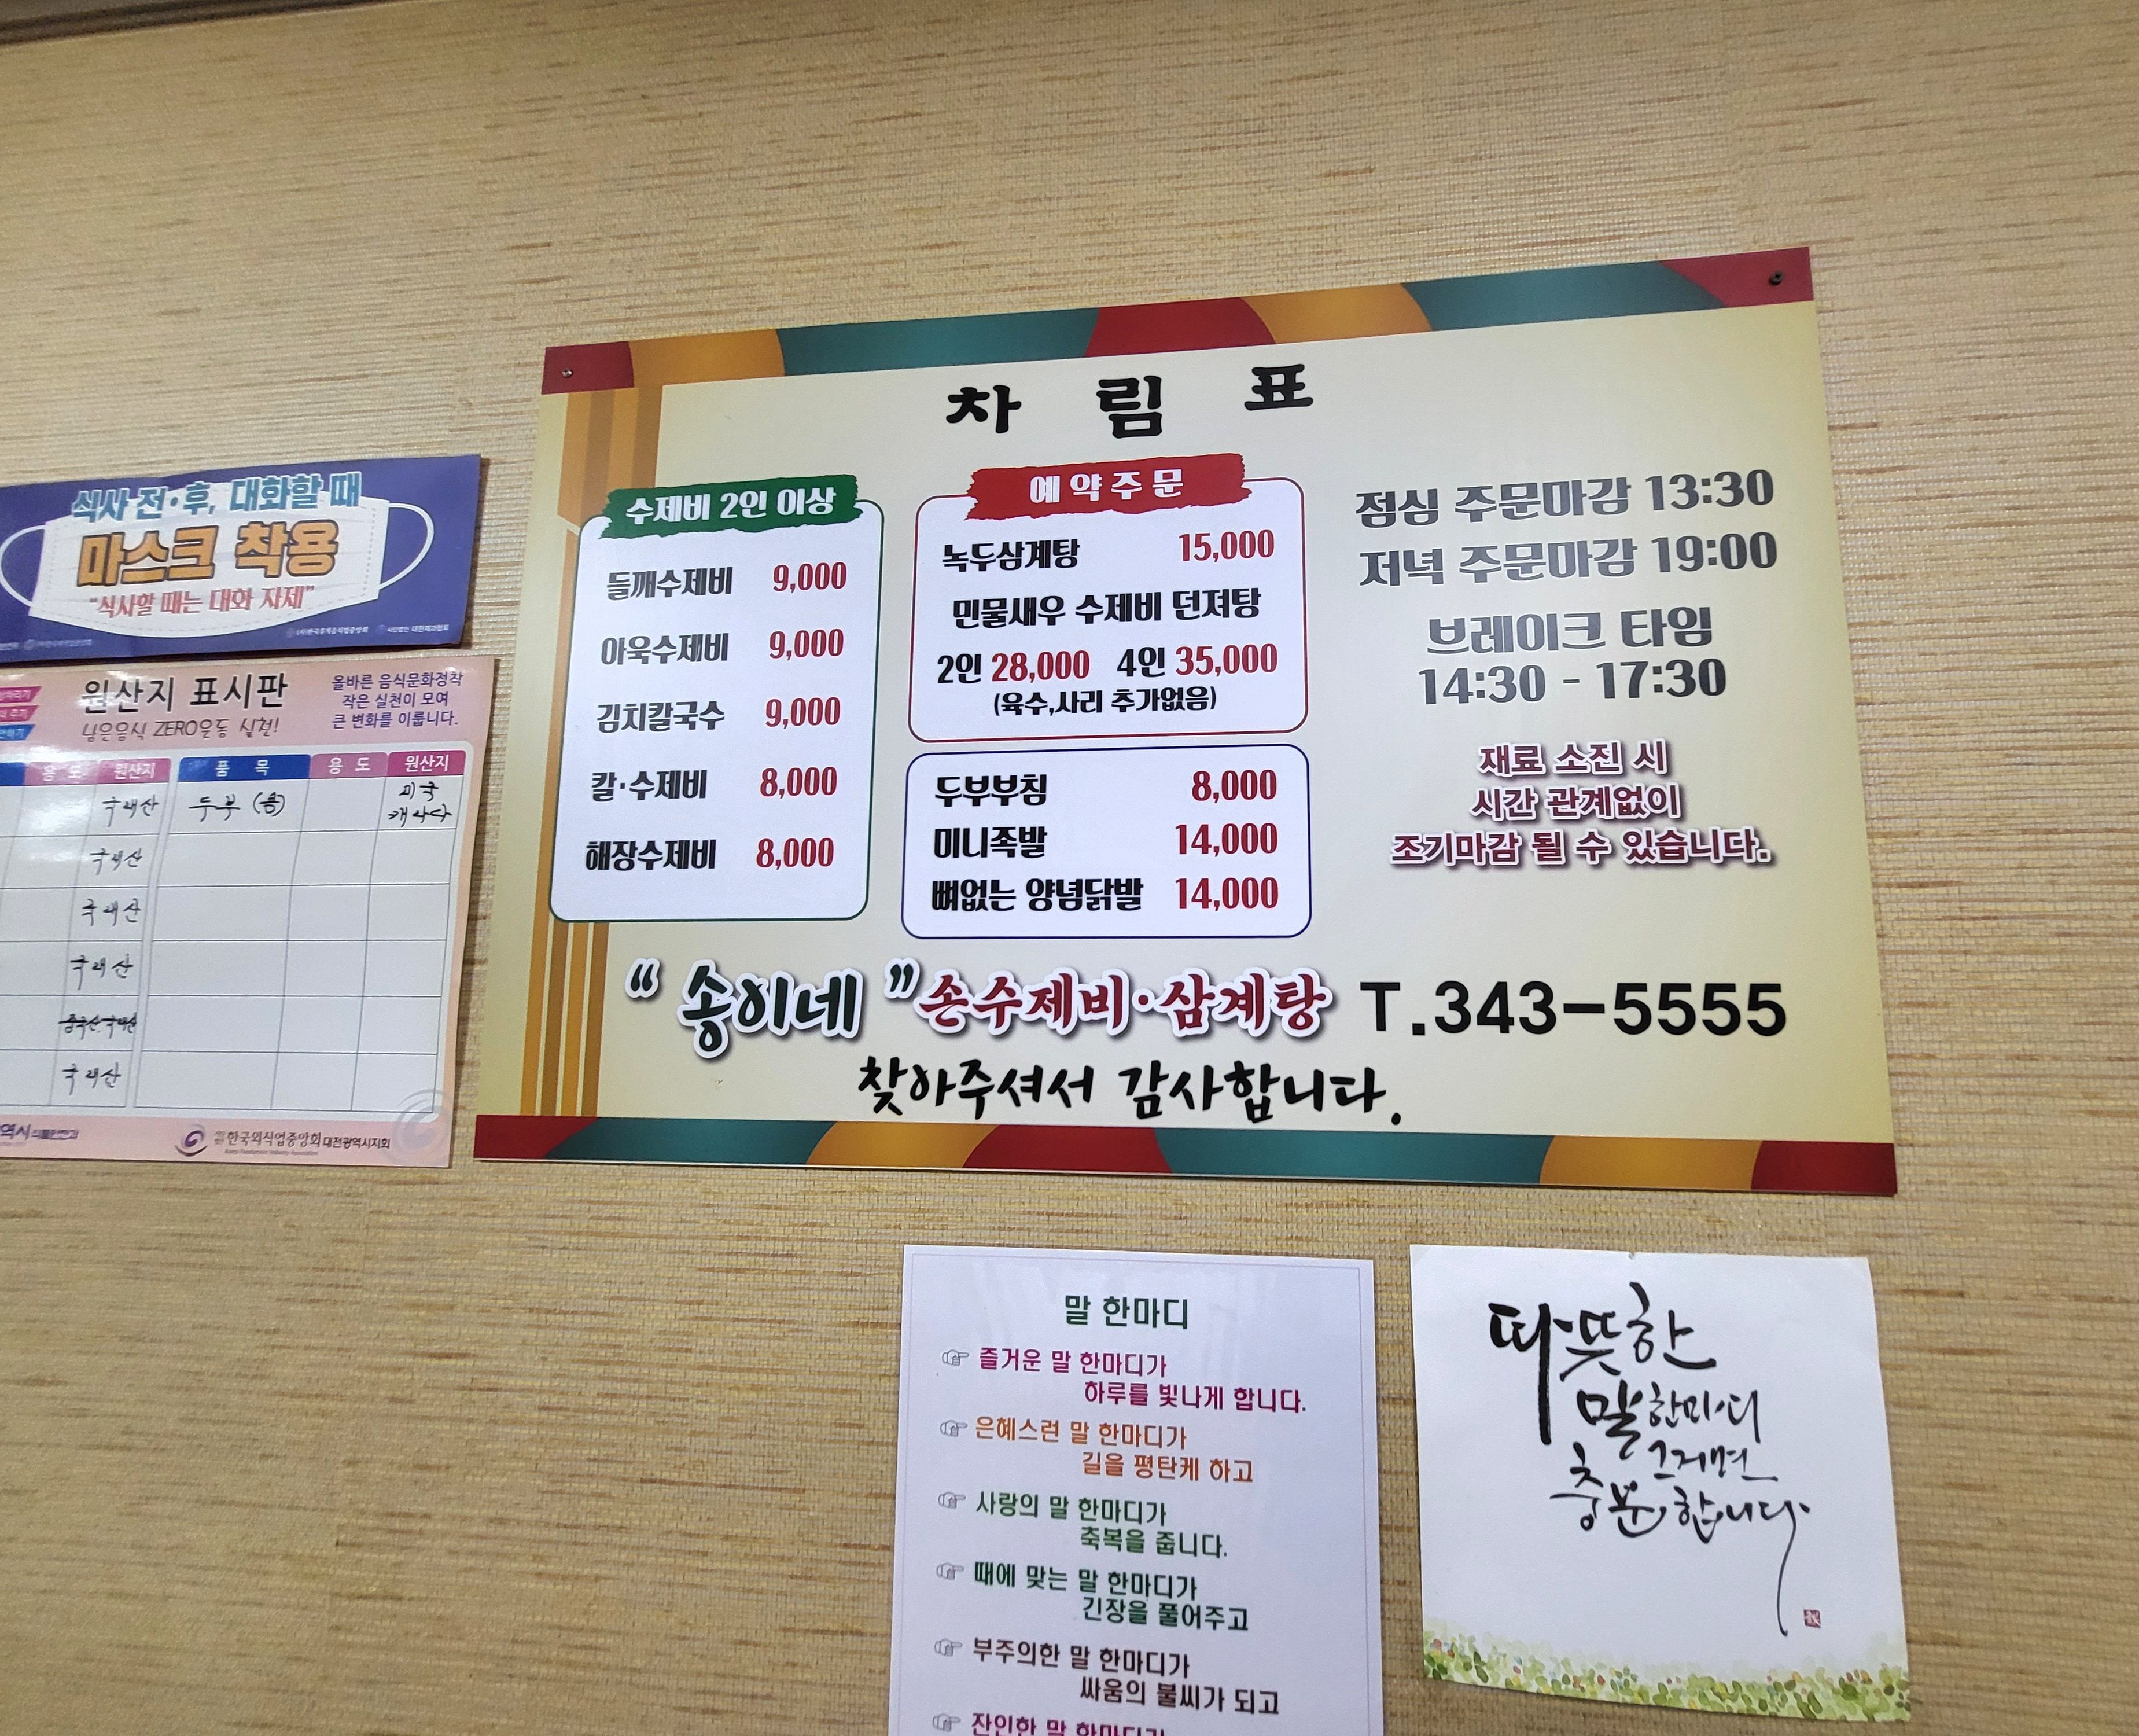 차 림 표
수제비 2인 이상
들깨수제비 9,000
아욱수제비 9,000
김치칼국수 9,000
칼·수제비 8,000
해장수제비 8,000
예약주문
녹두삼계탕 15,000
민물새우 수제비 던져탕
2인 28,000 4인 35,000
(육수,사리 추가없음)
두부부침 8,000
미니족발 14,000
뼈없는 양념닭발 14,000
점심 주문마감 13:30
저녁 주문마감 19:00
브레이크 타임
14:30 - 17:30
재료 소진 시
시간 관계없이
조기마감 될 수 있습니다.
“ 송이네 ” 손수제비·삼계탕 T.343-5555
찾아주셔서 감사합니다.
식사 전·후, 대화할 때
마스크 착용
“식사할 때는 대화 자제”
원산지 표시판
남은음식 ZERO운동 실천!
올바른 음식문화정착
작은 실천이 모여
큰 변화를 이룹니다.
용 도 원산지 품 목 용 도 원산지
국내산 두부 (콩) 미국
캐나다
국내산
국내산
국내산
국내산
한국외식업중앙회 대전광역시지회
말 한마디
☞ 즐거운 말 한마디가
하루를 빛나게 합니다.
☞ 은혜스런 말 한마디가
길을 평탄케 하고
☞ 사랑의 말 한마디가
축복을 줍니다.
☞ 때에 맞는 말 한마디가
긴장을 풀어주고
☞ 부주의한 말 한마디가
싸움의 불씨가 되고
☞ 잔인한 말 한마디가
따뜻한
말 한마디
그거면
충분합니다